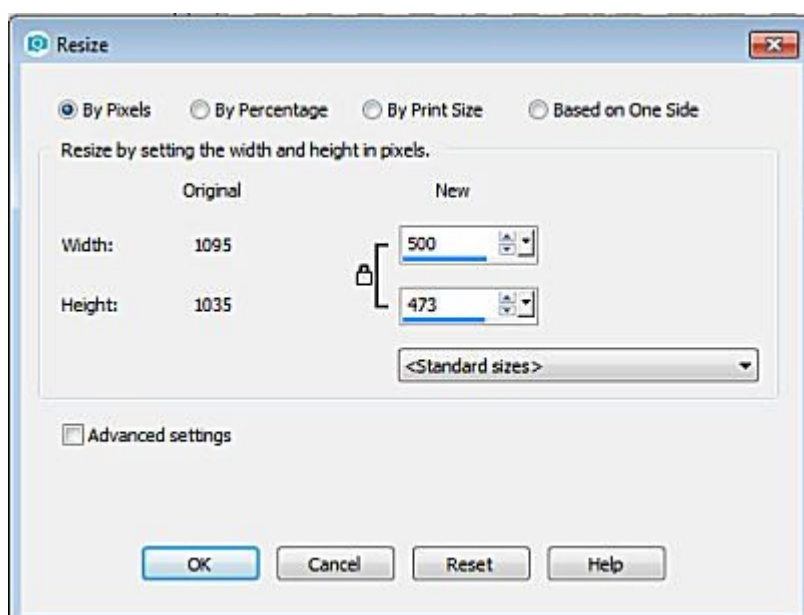 Resize
By Pixels By Percentage By Print Size Based on One Side
Resize by setting the width and height in pixels.
Original New
Width: 1095 500
Height: 1035 473
<Standard sizes>
Advanced settings
OK Cancel Reset Help